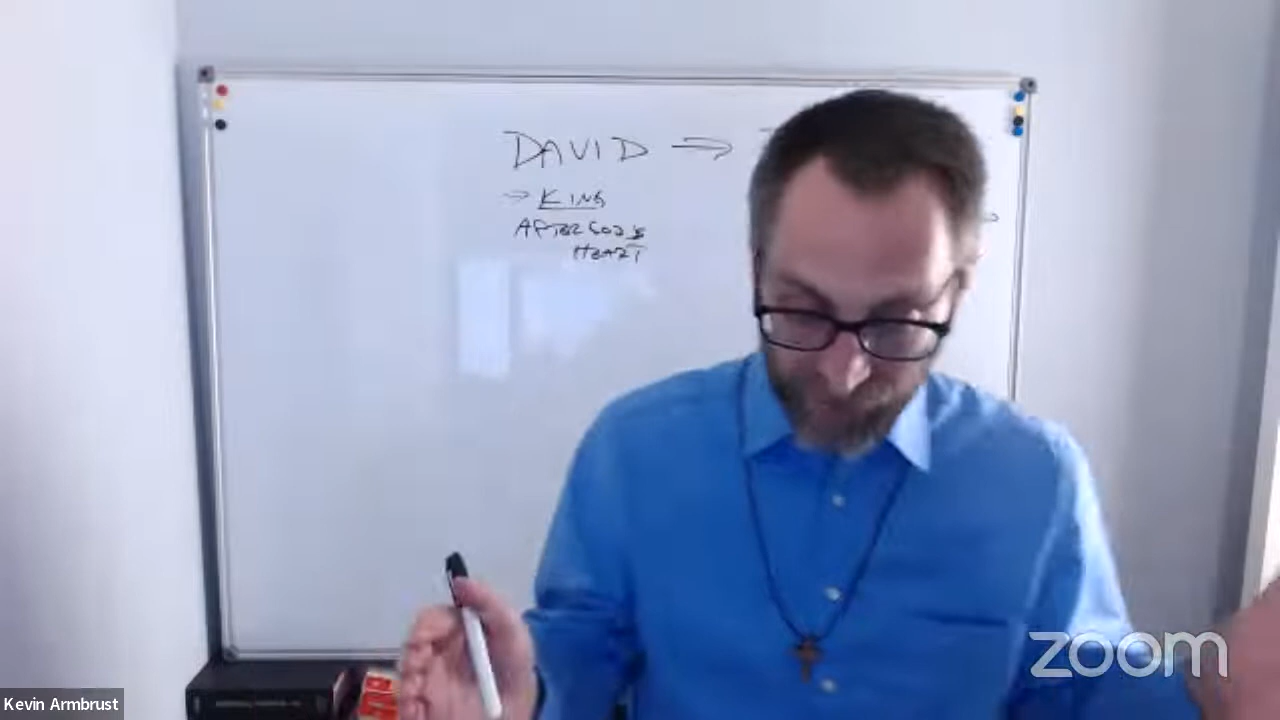 DAVID →
→ KING
AFTER GOD'S
HEART
zoom
Kevin Armbrust